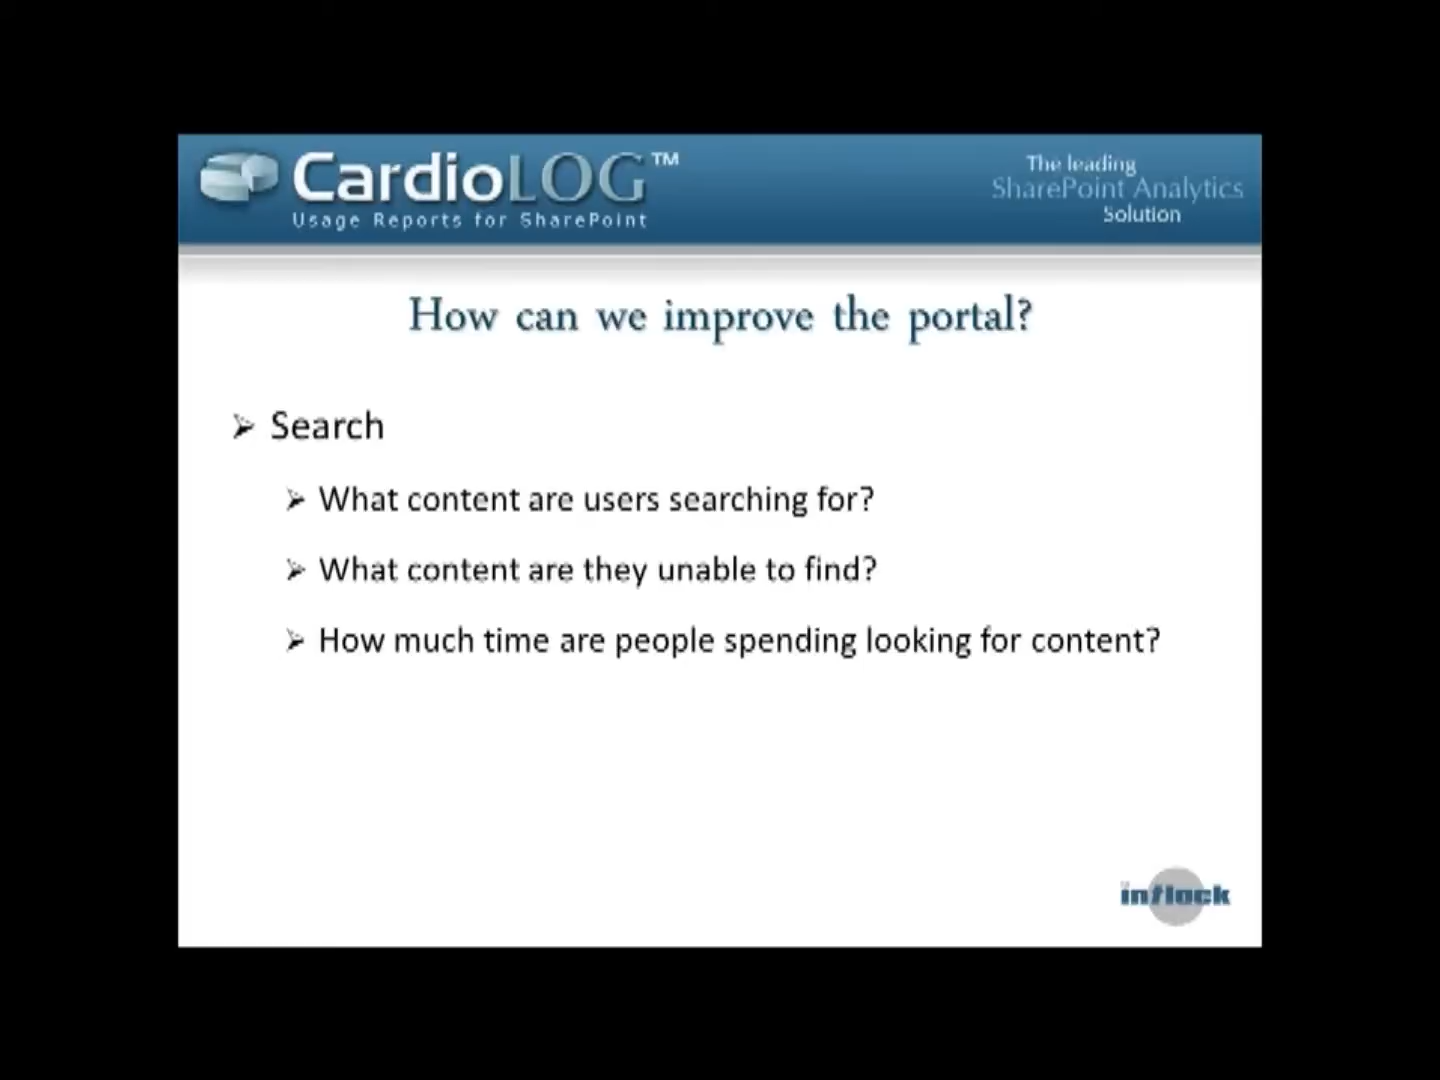 CardioLOG™
Usage Reports for SharePoint
The leading
SharePoint Analytics
Solution
How can we improve the portal?
➢ Search
➢ What content are users searching for?
➢ What content are they unable to find?
➢ How much time are people spending looking for content?
intlock